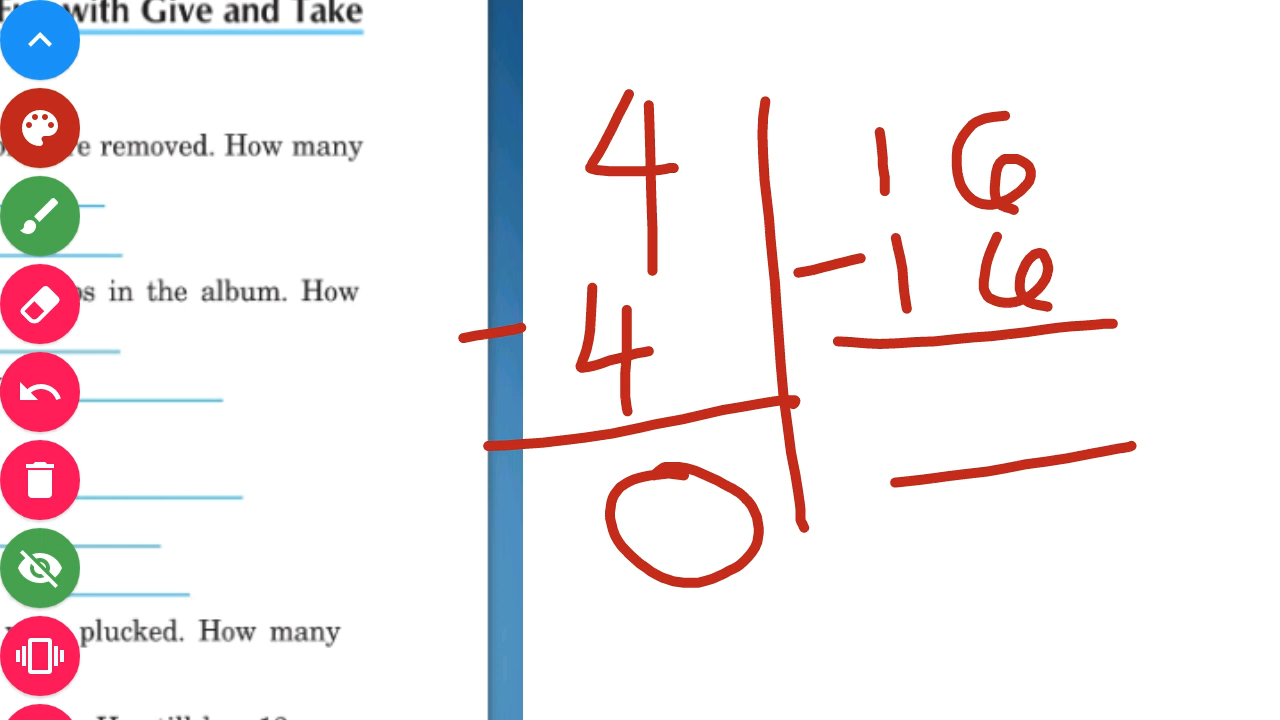 with Give and Take
e removed. How many
s in the album. How
plucked. How many
4
- 4
0
16
- 16